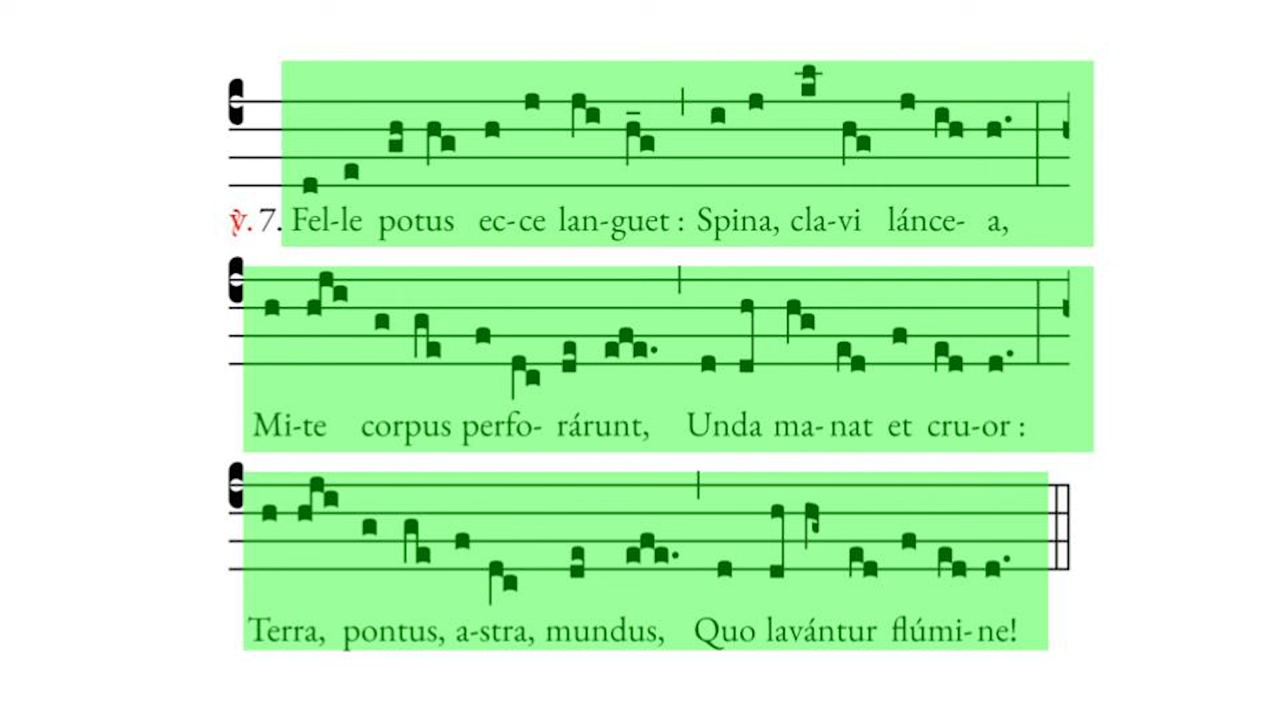 ℣. 7. Fel-le potus ec-ce lan-guet : Spina, cla-vi lánce- a,
Mi-te corpus perfo- rárunt, Unda ma-nat et cru-or :
Terra, pontus, a-stra, mundus, Quo lavántur flúmi-ne!